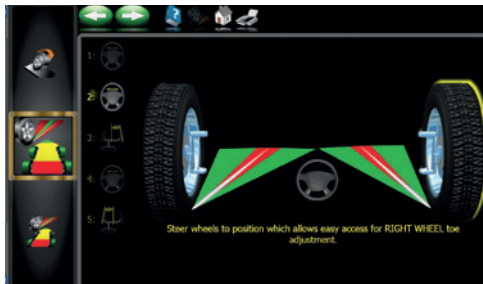 1:
2:
3:
4:
5:
Steer wheels to position which allows easy access for RIGHT WHEEL toe
adjustment.